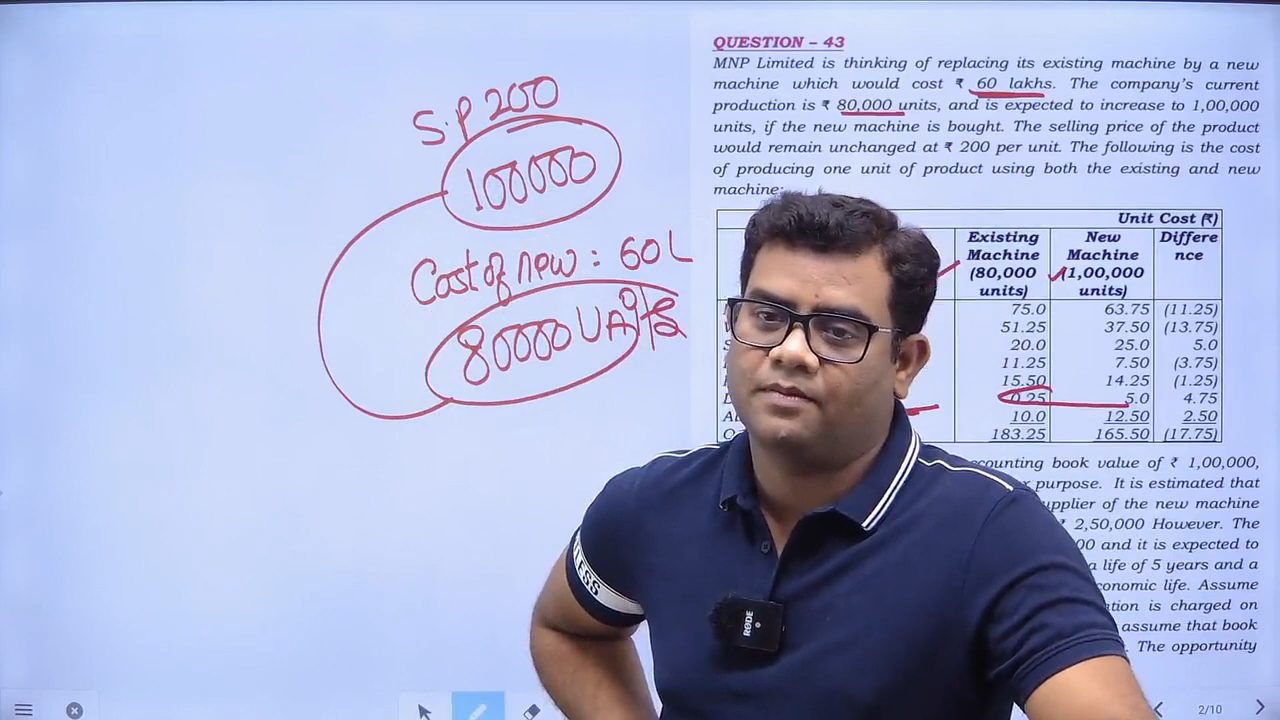 S.P 200
100000
Cost of new : 60 L
80000 U
QUESTION – 43
MNP Limited is thinking of replacing its existing machine by a new
machine which would cost ₹ 60 lakhs. The company's current
production is ₹ 80,000 units, and is expected to increase to 1,00,000
units, if the new machine is bought. The selling price of the product
would remain unchanged at ₹ 200 per unit. The following is the cost
of producing one unit of product using both the existing and new
machine:
Unit Cost (₹)
Existing Machine (80,000 units) New Machine (1,00,000 units) Differe nce
75.0 63.75 (11.25)
51.25 37.50 (13.75)
20.0 25.0 5.0
11.25 7.50 (3.75)
15.50 14.25 (1.25)
0.25 5.0 4.75
10.0 12.50 2.50
183.25 165.50 (17.75)
accounting book value of ₹ 1,00,000,
purpose. It is estimated that
supplier of the new machine
2,50,000 However. The
00 and it is expected to
a life of 5 years and a
economic life. Assume
is charged on
assume that book
The opportunity
RODE
2/10